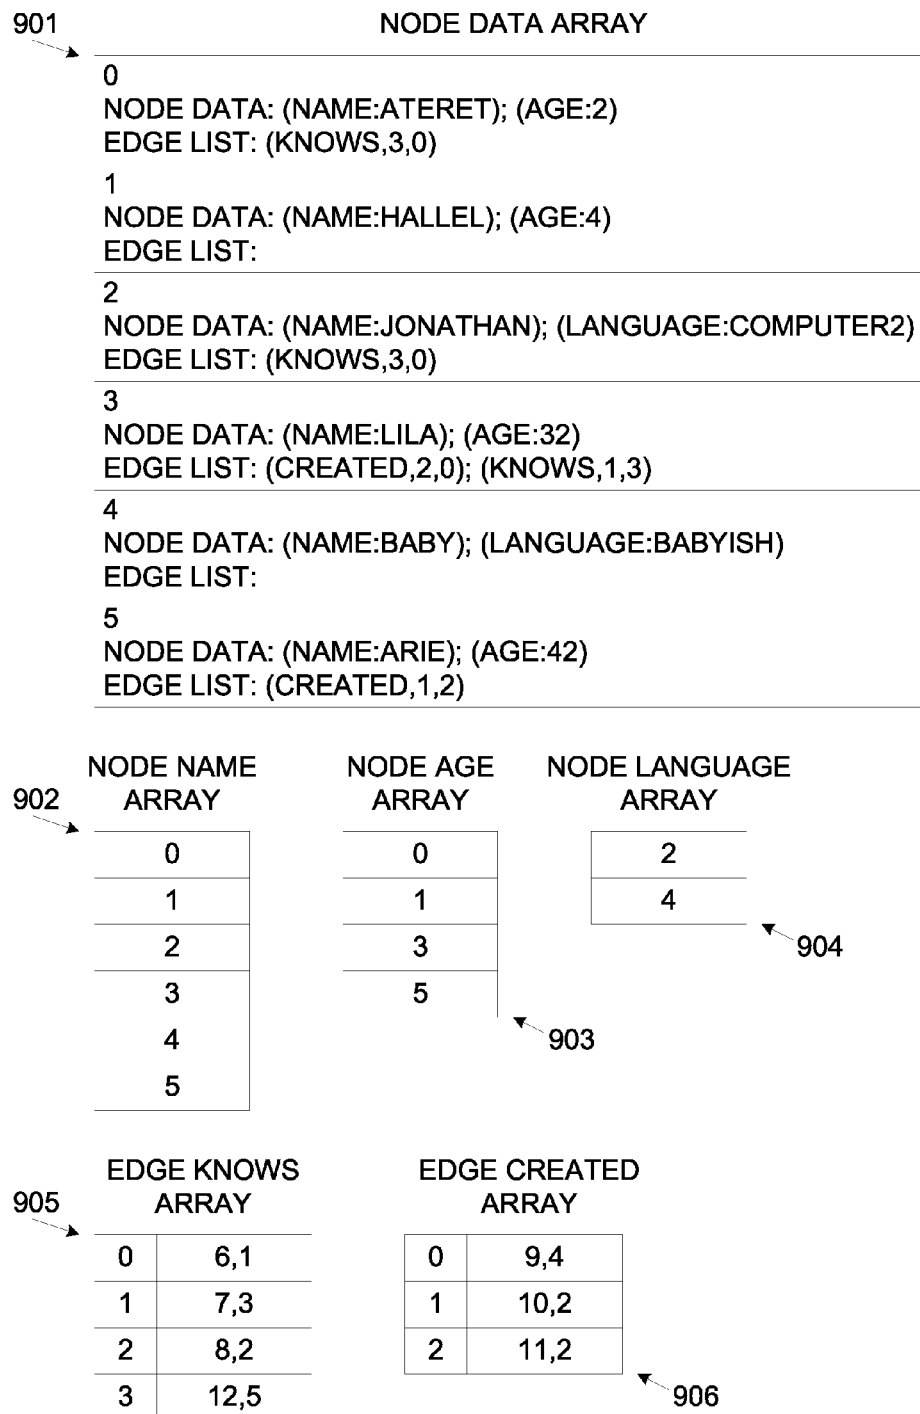 901
NODE DATA ARRAY
0
NODE DATA: (NAME:ATERET); (AGE:2)
EDGE LIST: (KNOWS,3,0)
1
NODE DATA: (NAME:HALLEL); (AGE:4)
EDGE LIST:
2
NODE DATA: (NAME:JONATHAN); (LANGUAGE:COMPUTER2)
EDGE LIST: (KNOWS,3,0)
3
NODE DATA: (NAME:LILA); (AGE:32)
EDGE LIST: (CREATED,2,0); (KNOWS,1,3)
4
NODE DATA: (NAME:BABY); (LANGUAGE:BABYISH)
EDGE LIST:
5
NODE DATA: (NAME:ARIE); (AGE:42)
EDGE LIST: (CREATED,1,2)
902
NODE NAME
ARRAY
0
1
2
3
4
5
NODE AGE
ARRAY
0
1
3
5
903
NODE LANGUAGE
ARRAY
2
4
904
905
EDGE KNOWS
ARRAY
0 6,1
1 7,3
2 8,2
3 12,5
EDGE CREATED
ARRAY
0 9,4
1 10,2
2 11,2
906